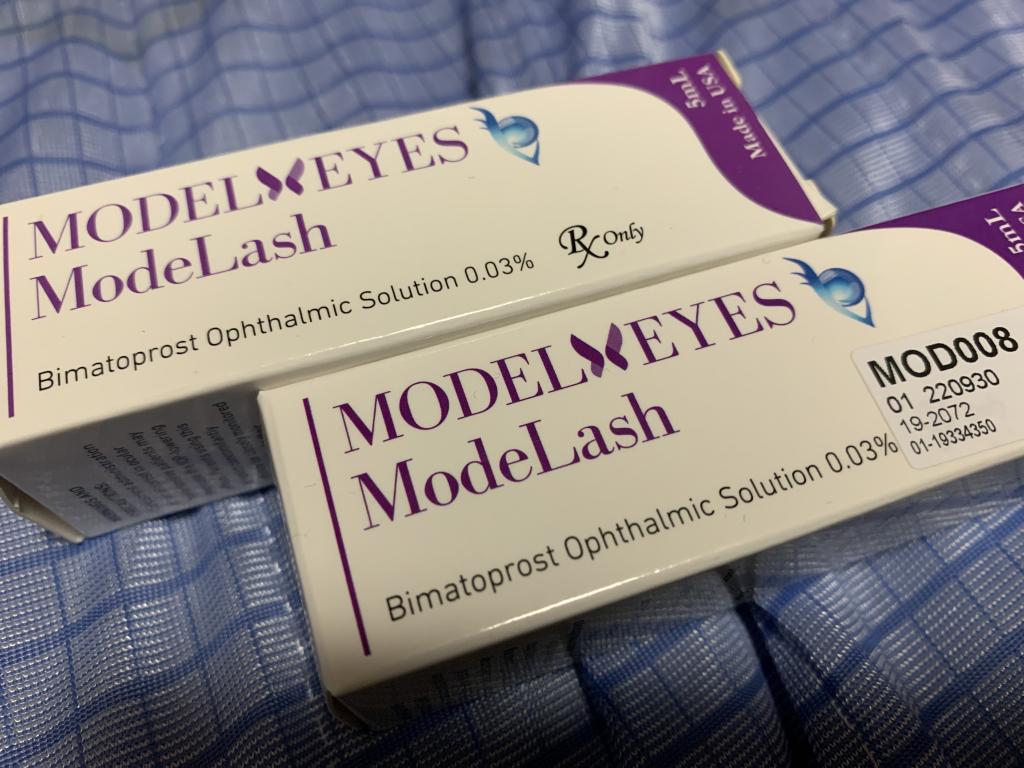 MODEL EYES
ModeLash
Bimatoprost Ophthalmic Solution 0.03%
Rx Only
5mL
Made in USA
MODEL EYES
ModeLash
Bimatoprost Ophthalmic Solution 0.03%
5mL
MOD008
01 220930
19-2072
01-19334350